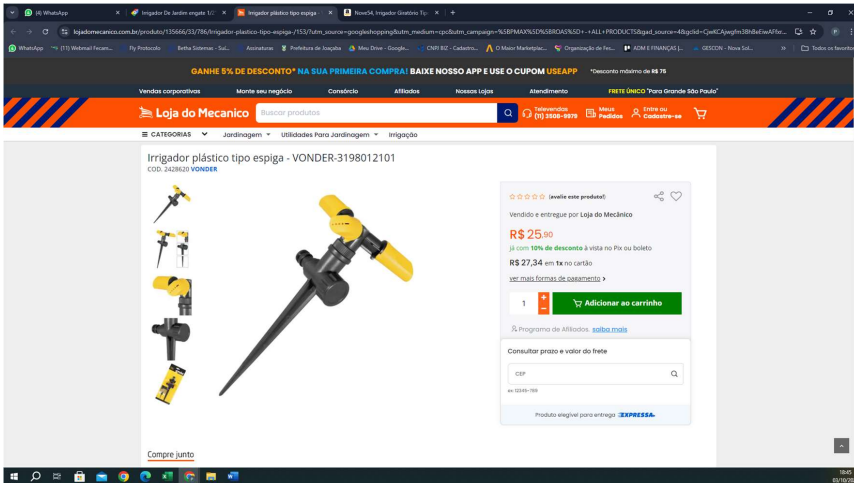 (4) WhatsApp
Irrigador De Jardim engate 1/2"
Irrigador plástico tipo espiga -
Nove54, Irrigador Giratório Tip
lojadomecanico.com.br/produto/135666/33/786/irrigador-plastico-tipo-espiga-/153/?utm_source=googleshopping&utm_medium=cpc&utm_campaign=
WhatsApp
(11) Webmail Fecam...
Fly Protocolo
Betha Sistemas - Sui...
Assinaturas
Prefeitura de Joaçaba
Meu Drive - Google...
CNPJ BIZ - Cadastro...
O Maior Marketplac...
Organização de Fes...
ADM E FINANÇAS |...
GESCON - Nova Sol...
Todos os favoritos
GANHE 5% DE DESCONTO* NA SUA PRIMEIRA COMPRA! BAIXE NOSSO APP E USE O CUPOM USEAPP
*Desconto máximo de R$ 75
Vendas corporativas
Monte seu negócio
Consórcio
Afiliados
Nossas Lojas
Atendimento
FRETE ÚNICO "Para Grande São Paulo"
Loja do Mecanico
Buscar produtos
Televendas
(11) 3508-9979
Meus
Pedidos
Entre ou
Cadastre-se
CATEGORIAS
Jardinagem
Utilidades Para Jardinagem
Irrigação
Irrigador plástico tipo espiga - VONDER-3198012101
COD. 2428620 VONDER
(avalie este produto!)
Vendido e entregue por Loja do Mecânico
R$ 25,90
já com 10% de desconto à vista no Pix ou boleto
R$ 27,34 em 1x no cartão
ver mais formas de pagamento >
1
+
−
Adicionar ao carrinho
Programa de Afiliados. saiba mais
Consultar prazo e valor do frete
CEP
ex: 12345-789
Produto elegível para entrega EXPRESSA
Compre junto
18:45